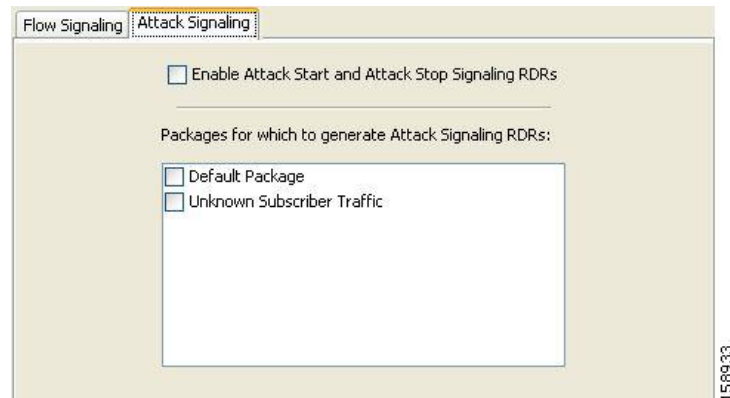 Flow Signaling Attack Signaling
Enable Attack Start and Attack Stop Signaling RDRs
Packages for which to generate Attack Signaling RDRs:
Default Package
Unknown Subscriber Traffic
158933